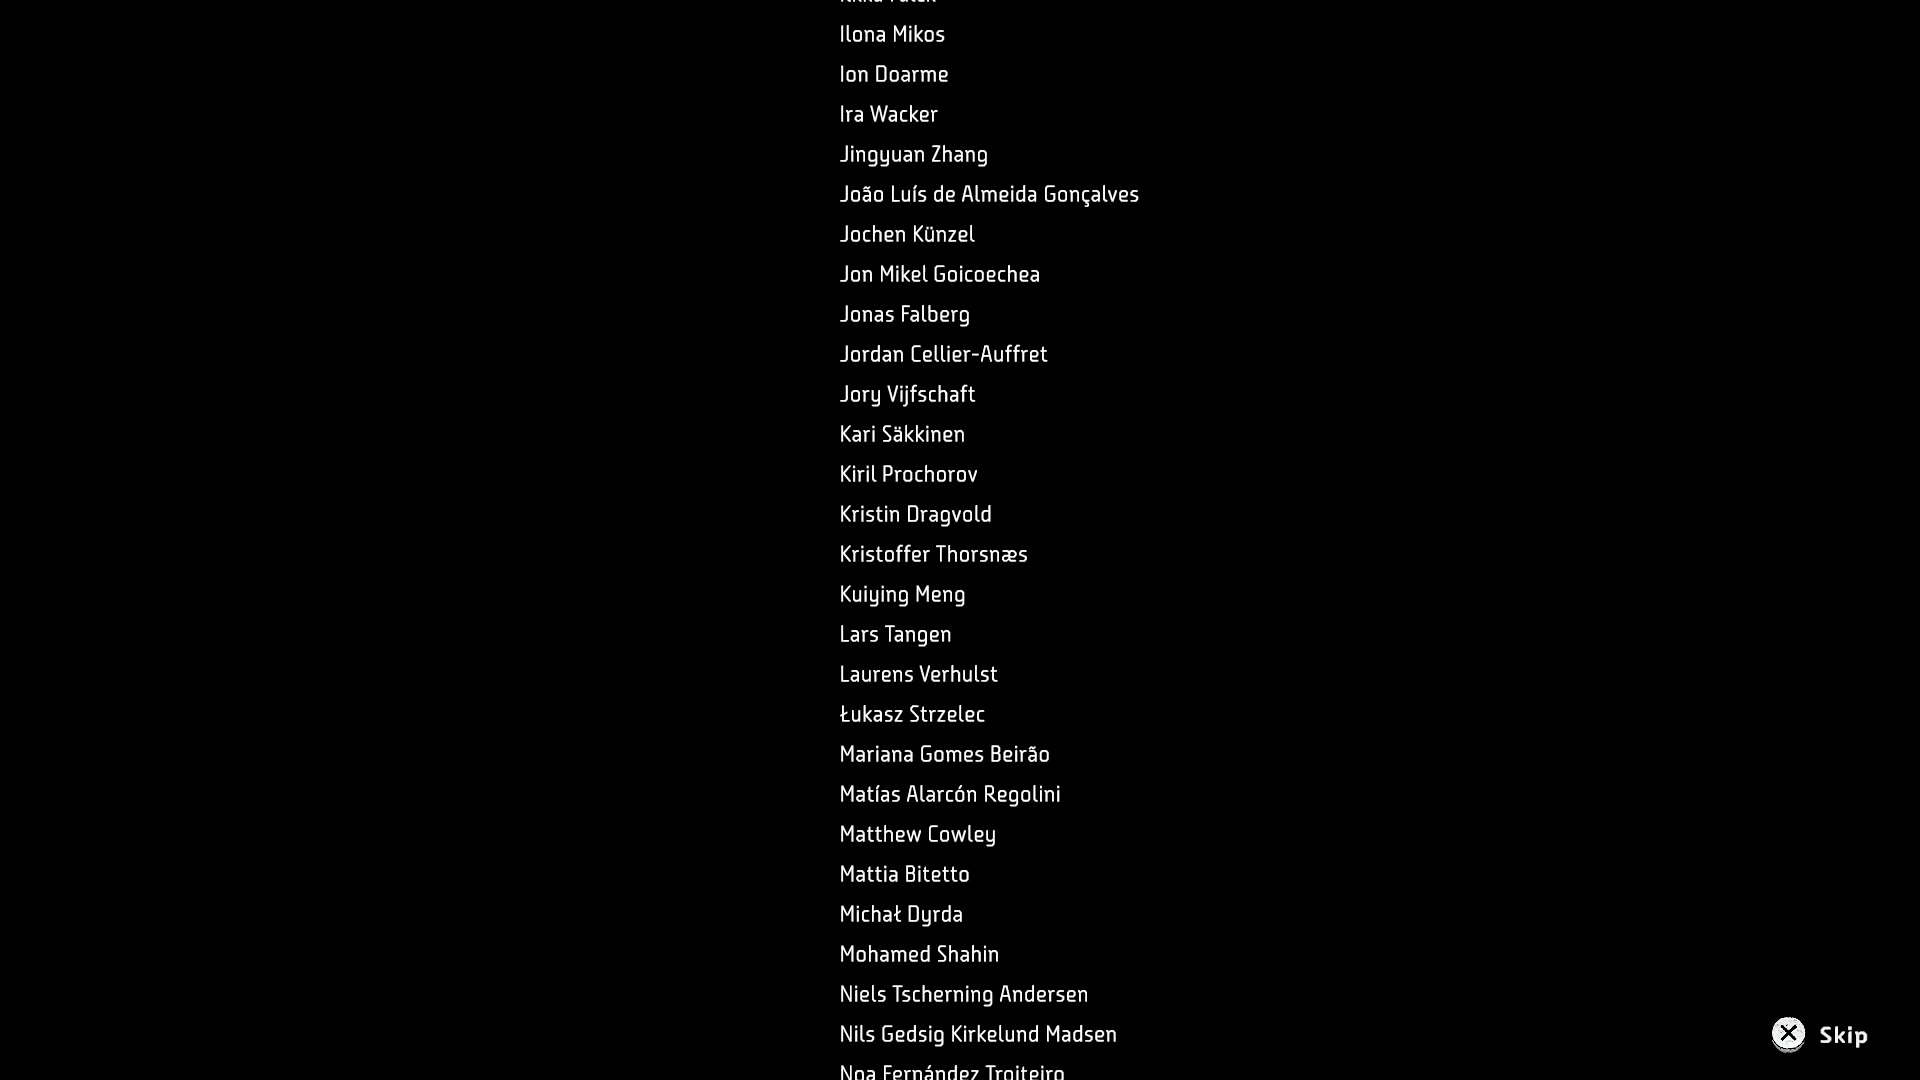 Ilona Mikos
Ion Doarme
Ira Wacker
Jingyuan Zhang
João Luís de Almeida Gonçalves
Jochen Künzel
Jon Mikel Goicoechea
Jonas Falberg
Jordan Cellier-Auffret
Jory Vijfschaft
Kari Säkkinen
Kiril Prochorov
Kristin Dragvold
Kristoffer Thorsnæs
Kuiying Meng
Lars Tangen
Laurens Verhulst
Łukasz Strzelec
Mariana Gomes Beirão
Matías Alarcón Regolini
Matthew Cowley
Mattia Bitetto
Michał Dyrda
Mohamed Shahin
Niels Tscherning Andersen
Nils Gedsig Kirkelund Madsen
Noa Fernández Troiteiro
Skip